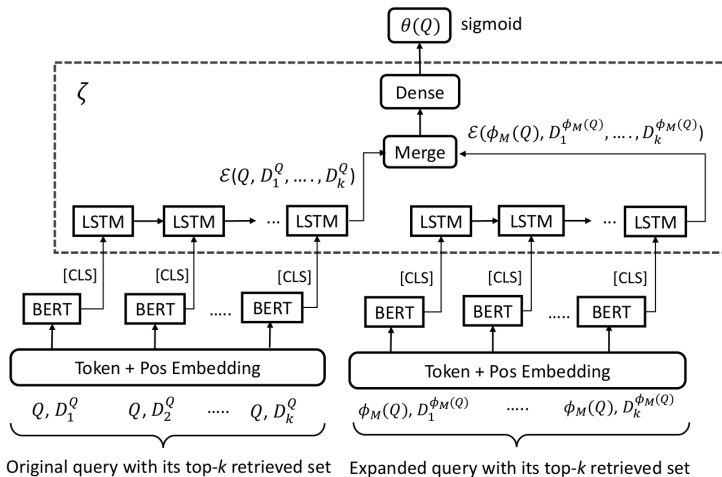 θ(Q) sigmoid
ζ
Dense
ℰ(ϕ_M(Q), D_1^{ϕ_M(Q)}, ...., D_k^{ϕ_M(Q)})
Merge
ℰ(Q, D_1^Q, ...., D_k^Q)
LSTM LSTM ... LSTM LSTM LSTM ... LSTM
[CLS] [CLS] [CLS] [CLS] [CLS] [CLS]
BERT BERT ..... BERT BERT BERT ..... BERT
Token + Pos Embedding Token + Pos Embedding
Q, D_1^Q Q, D_2^Q ..... Q, D_k^Q ϕ_M(Q), D_1^{ϕ_M(Q)} ..... ϕ_M(Q), D_k^{ϕ_M(Q)}
Original query with its top-k retrieved set Expanded query with its top-k retrieved set